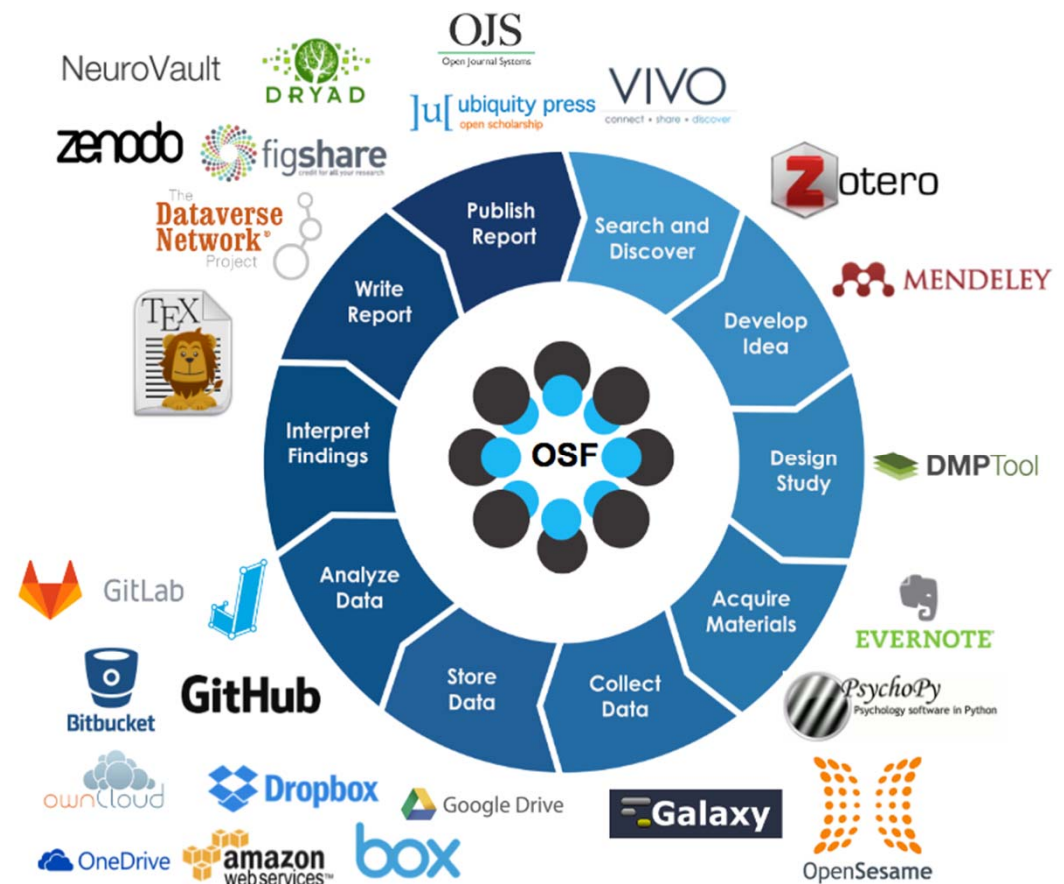 OJS
Open Journal Systems
NeuroVault
DRYAD
]u[ ubiquity press
open scholarship
VIVO
connect • share • discover
zenodo
figshare
credit for all your research
The
Dataverse
Network®
Project
zotero
MENDELEY
TEX
Publish
Report
Search and
Discover
Write
Report
Develop
Idea
Interpret
Findings
OSF
Design
Study
DMPTool
Analyze
Data
Acquire
Materials
Store
Data
Collect
Data
GitLab
EVERNOTE®
Bitbucket
GitHub
PsychoPy
Psychology software in Python
ownCloud
Dropbox
Google Drive
Galaxy
OneDrive
amazon
webservices™
box
OpenSesame